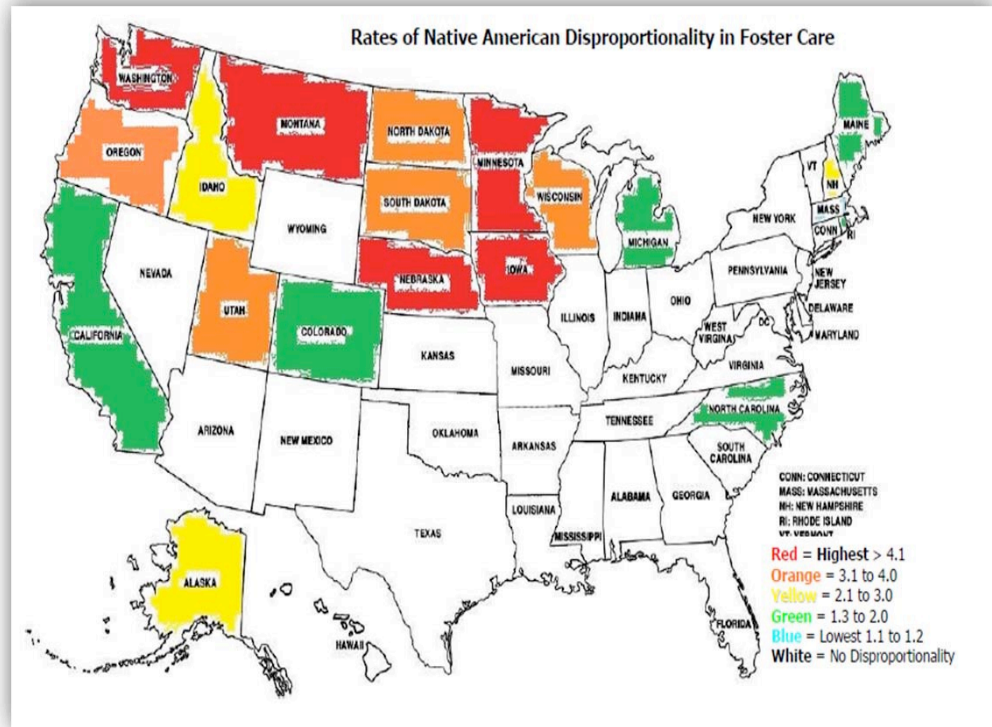 Rates of Native American Disproportionality in Foster Care
WASHINGTON
MONTANA
NORTH DAKOTA
MINNESOTA
MAINE
OREGON
IDAHO
SOUTH DAKOTA
WISCONSIN
VT
NH
WYOMING
MICHIGAN
NEW YORK
MASS
CONN
RI
NEVADA
NEBRASKA
IOWA
PENNSYLVANIA
NEW
JERSEY
UTAH
COLORADO
ILLINOIS
INDIANA
OHIO
DELAWARE
CALIFORNIA
KANSAS
MISSOURI
WEST
VIRGINA
DC
MARYLAND
KENTUCKY
VIRGINIA
ARIZONA
NEW MEXICO
OKLAHOMA
ARKANSAS
TENNESSEE
NORTH CAROLINA
SOUTH
CAROLINA
TEXAS
LOUISIANA
MISSISSIPPI
ALABAMA
GEORGIA
FLORIDA
ALASKA
HAWAII
CONN: CONNECTICUT
MASS: MASSACHUSETTS
NH: NEW HAMPSHIRE
RI: RHODE ISLAND
VT: VERMONT
Red = Highest > 4.1
Orange = 3.1 to 4.0
Yellow = 2.1 to 3.0
Green = 1.3 to 2.0
Blue = Lowest 1.1 to 1.2
White = No Disproportionality